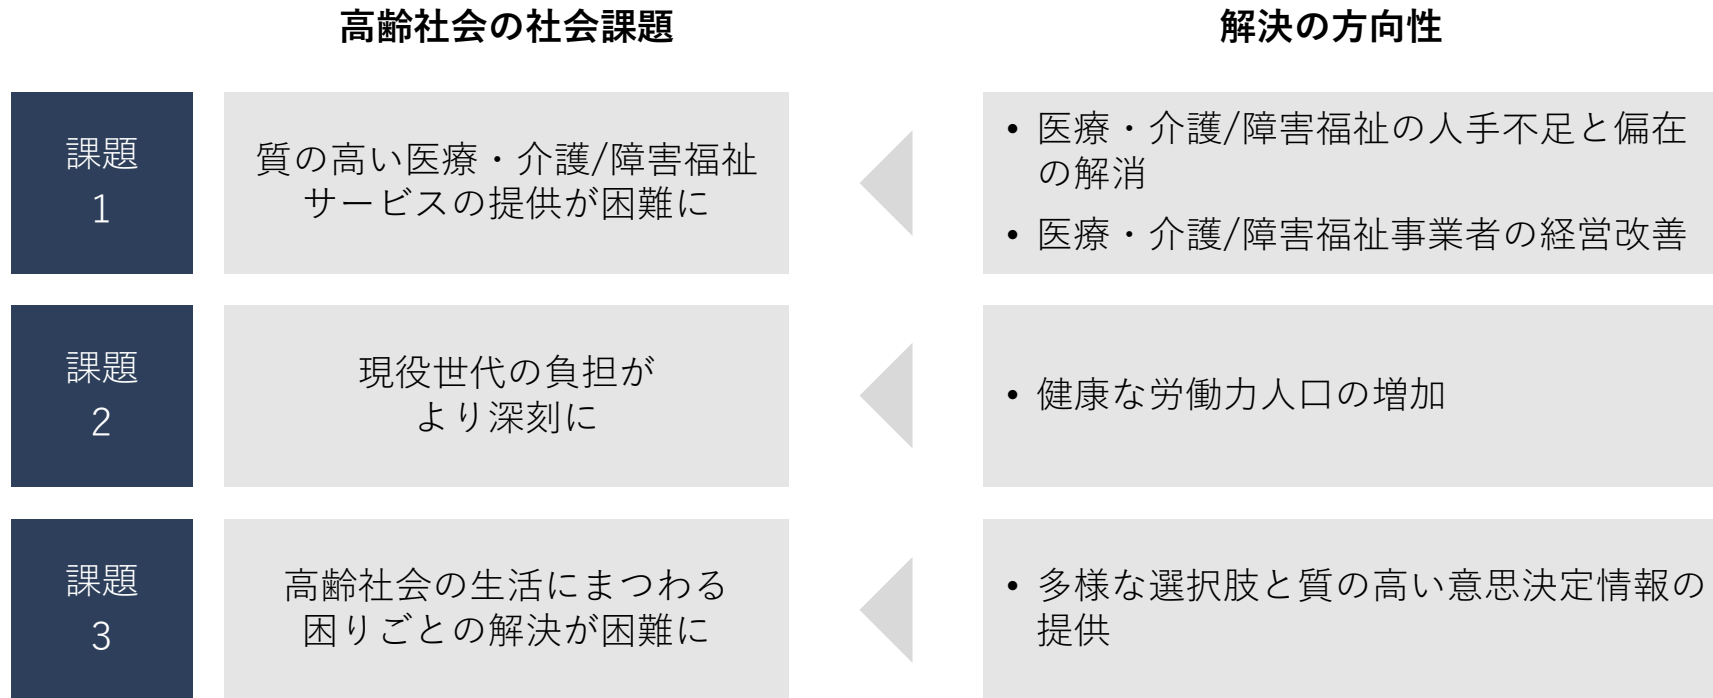 高齢社会の社会課題
解決の方向性
課題
1
質の高い医療・介護/障害福祉
サービスの提供が困難に
• 医療・介護/障害福祉の人手不足と偏在
の解消
• 医療・介護/障害福祉事業者の経営改善
課題
2
現役世代の負担が
より深刻に
• 健康な労働力人口の増加
課題
3
高齢社会の生活にまつわる
困りごとの解決が困難に
• 多様な選択肢と質の高い意思決定情報の
提供